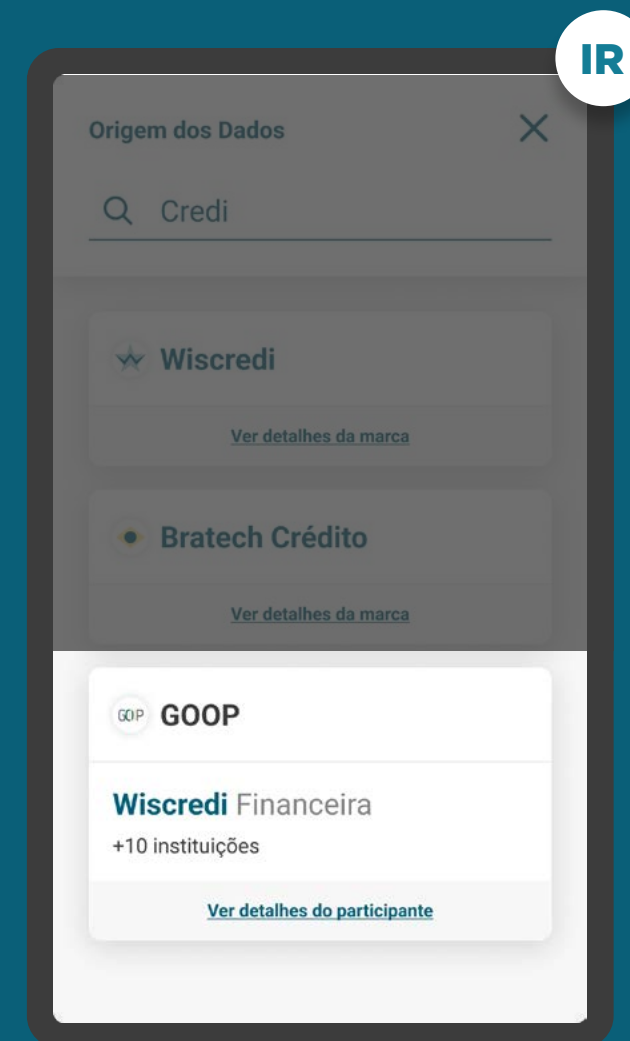 IR
Origem dos Dados
Credi
Wiscredi
Ver detalhes da marca
Bratech Crédito
Ver detalhes da marca
GOOP GOOP
Wiscredi Financeira
+10 instituições
Ver detalhes do participante